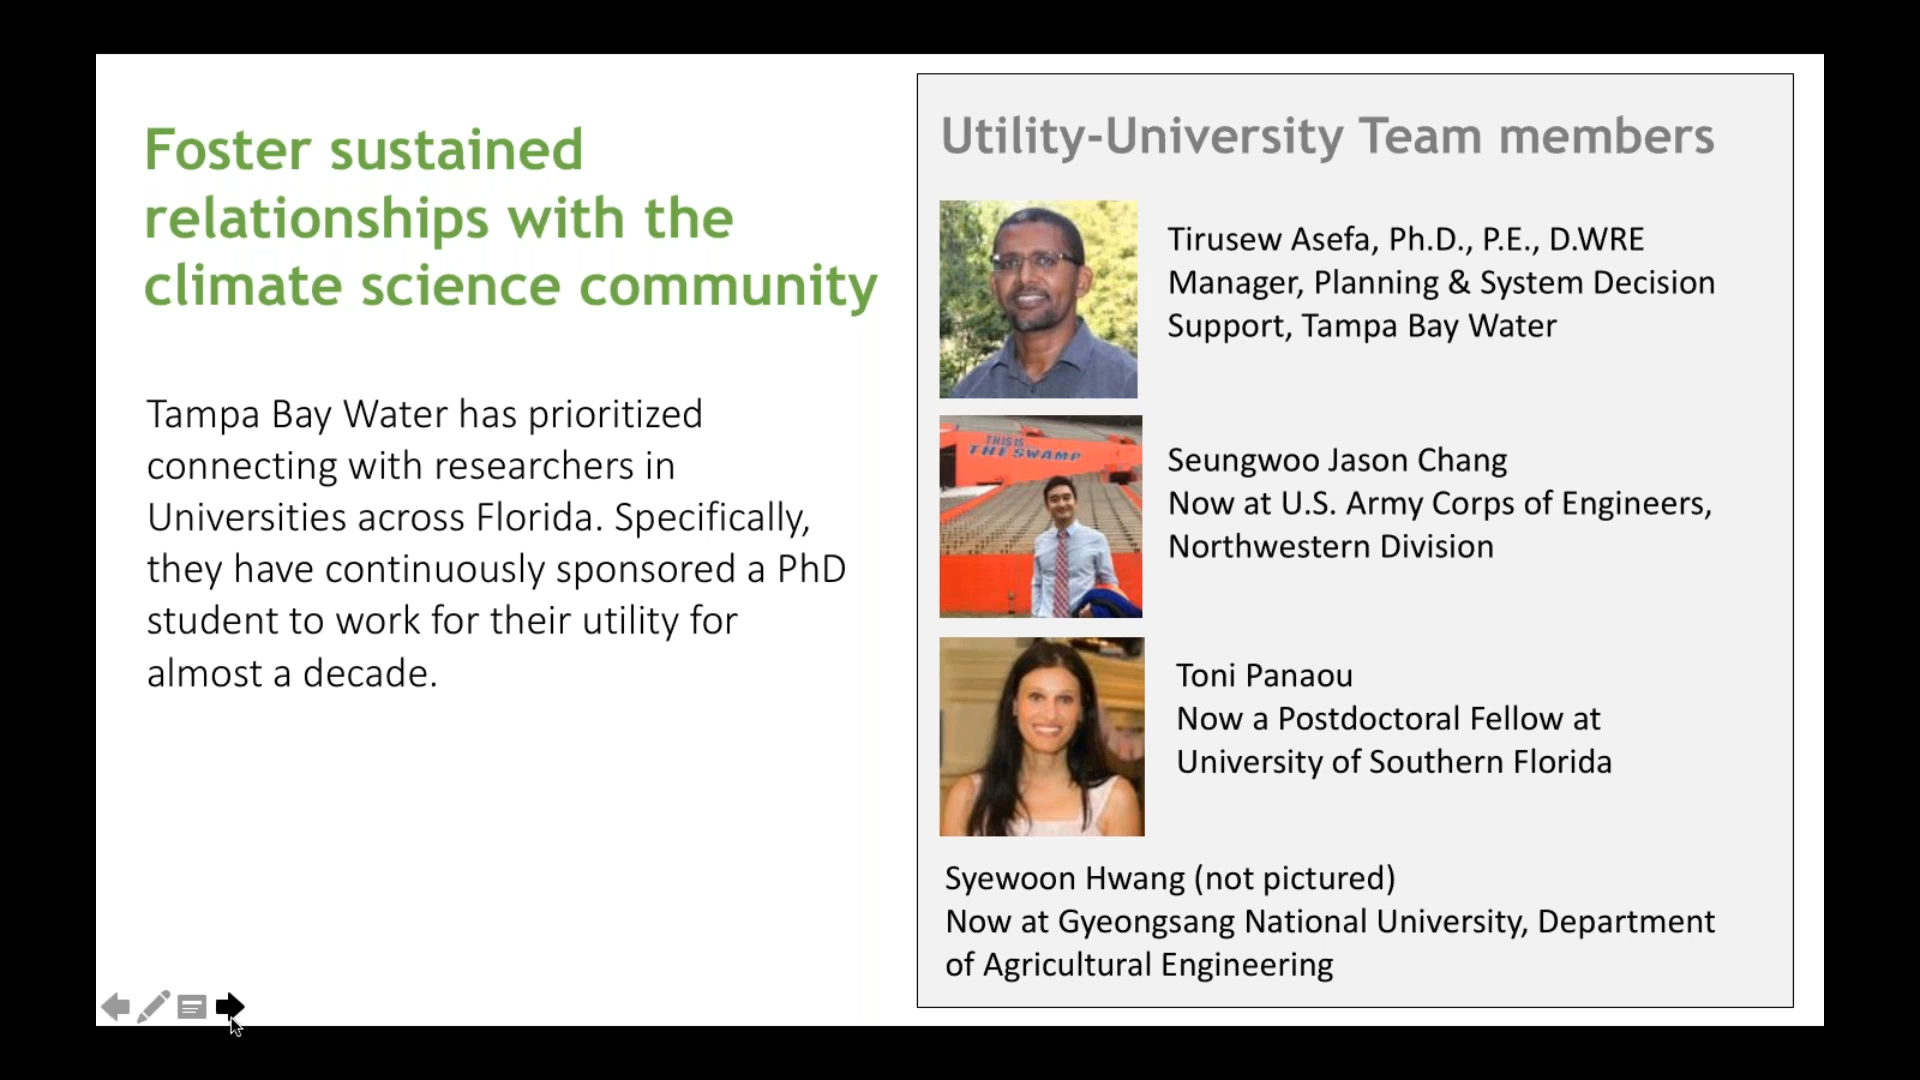 Foster sustained
relationships with the
climate science community
Tampa Bay Water has prioritized
connecting with researchers in
Universities across Florida. Specifically,
they have continuously sponsored a PhD
student to work for their utility for
almost a decade.
Utility-University Team members
Tirusew Asefa, Ph.D., P.E., D.WRE
Manager, Planning & System Decision
Support, Tampa Bay Water
THIS IS
THE SWAMP
Seungwoo Jason Chang
Now at U.S. Army Corps of Engineers,
Northwestern Division
Toni Panaou
Now a Postdoctoral Fellow at
University of Southern Florida
Syewoon Hwang (not pictured)
Now at Gyeongsang National University, Department
of Agricultural Engineering